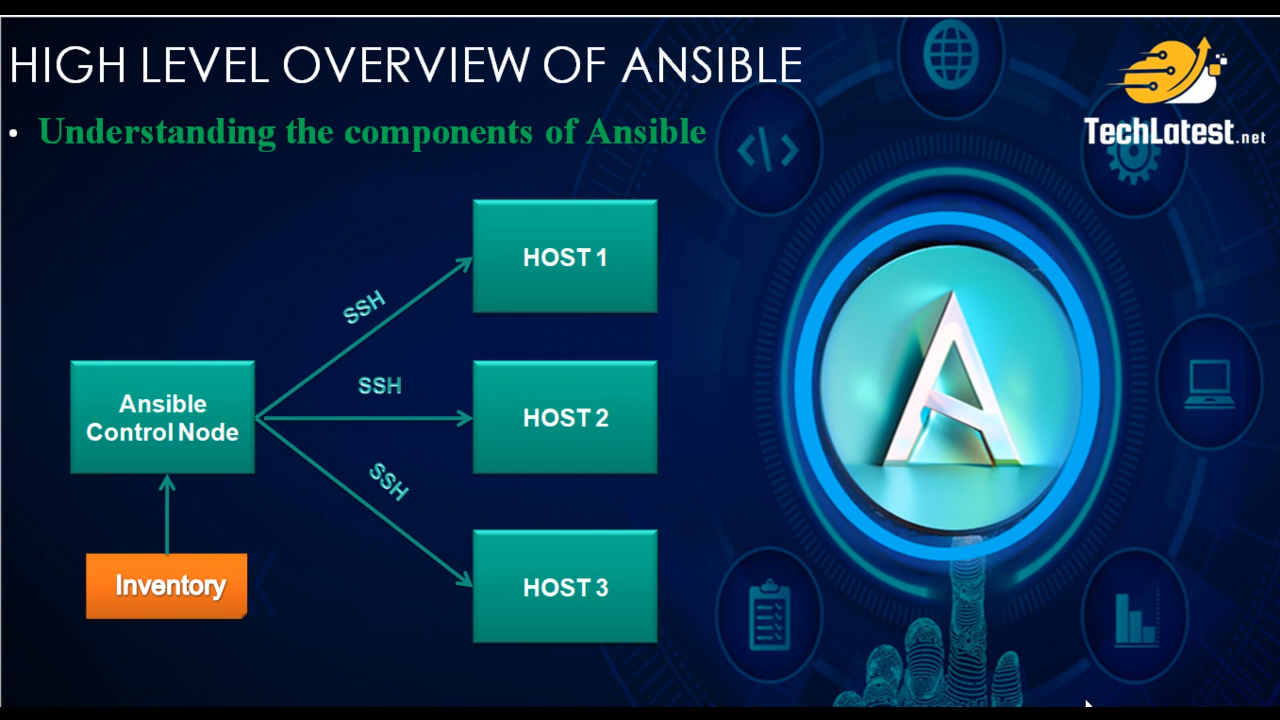 HIGH LEVEL OVERVIEW OF ANSIBLE
TechLatest.net
• Understanding the components of Ansible
HOST 1
SSH
SSH
Ansible
Control Node
HOST 2
SSH
Inventory
HOST 3